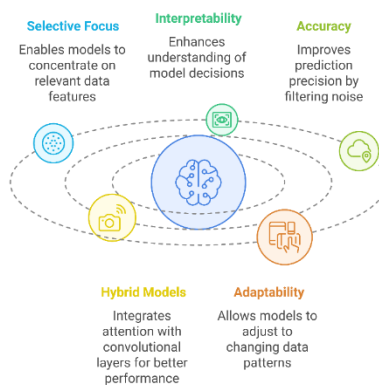 Selective Focus
Enables models to
concentrate on
relevant data
features
Interpretability
Enhances
understanding of
model decisions
Accuracy
Improves
prediction
precision by
filtering noise
Hybrid Models
Integrates
attention with
convolutional
layers for better
performance
Adaptability
Allows models to
adjust to
changing data
patterns